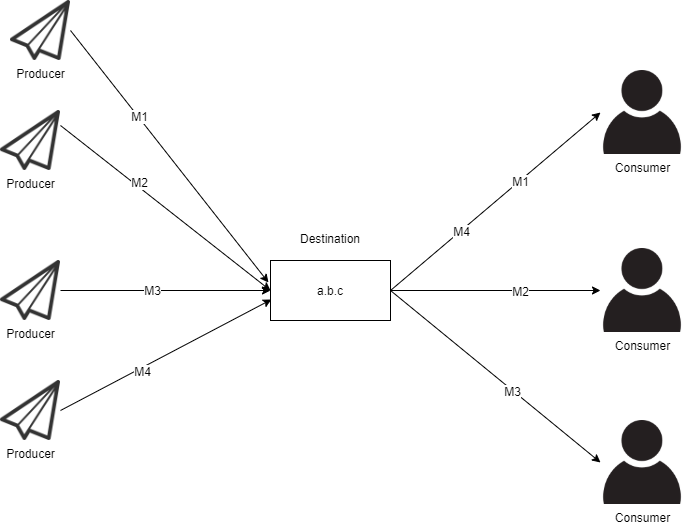 Producer
M1
Producer
M2
M3
Producer
M4
Producer
Destination
a.b.c
M1
M4
Consumer
M2
Consumer
M3
Consumer